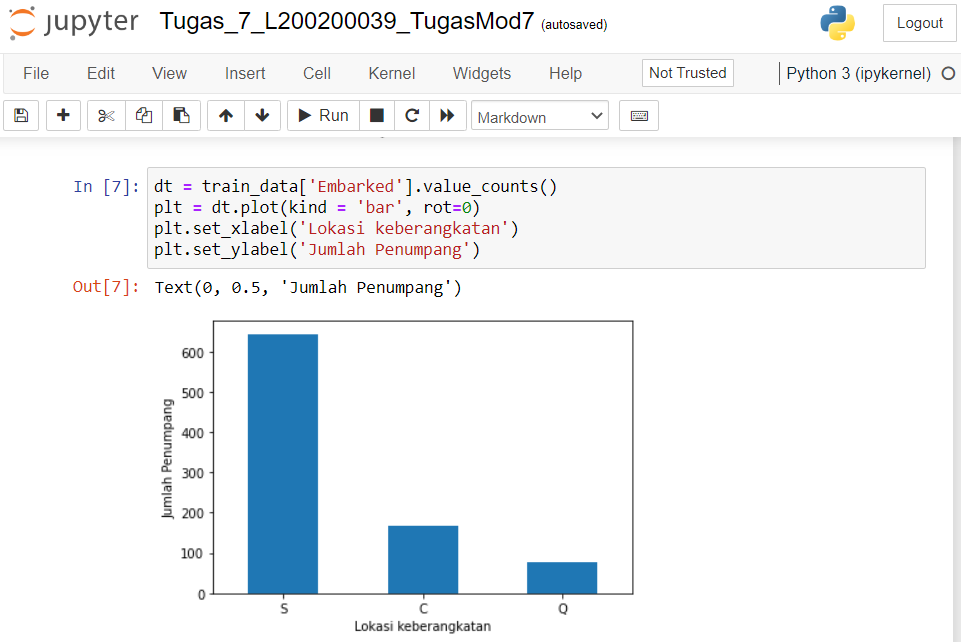 jupyter Tugas_7_L200200039_TugasMod7 (autosaved) Logout
File Edit View Insert Cell Kernel Widgets Help Not Trusted Python 3 (ipykernel)
Run Markdown
In [7]: dt = train_data['Embarked'].value_counts()
plt = dt.plot(kind = 'bar', rot=0)
plt.set_xlabel('Lokasi keberangkatan')
plt.set_ylabel('Jumlah Penumpang')
Out[7]: Text(0, 0.5, 'Jumlah Penumpang')
Jumlah Penumpang
600
500
400
300
200
100
0
S C Q
Lokasi keberangkatan